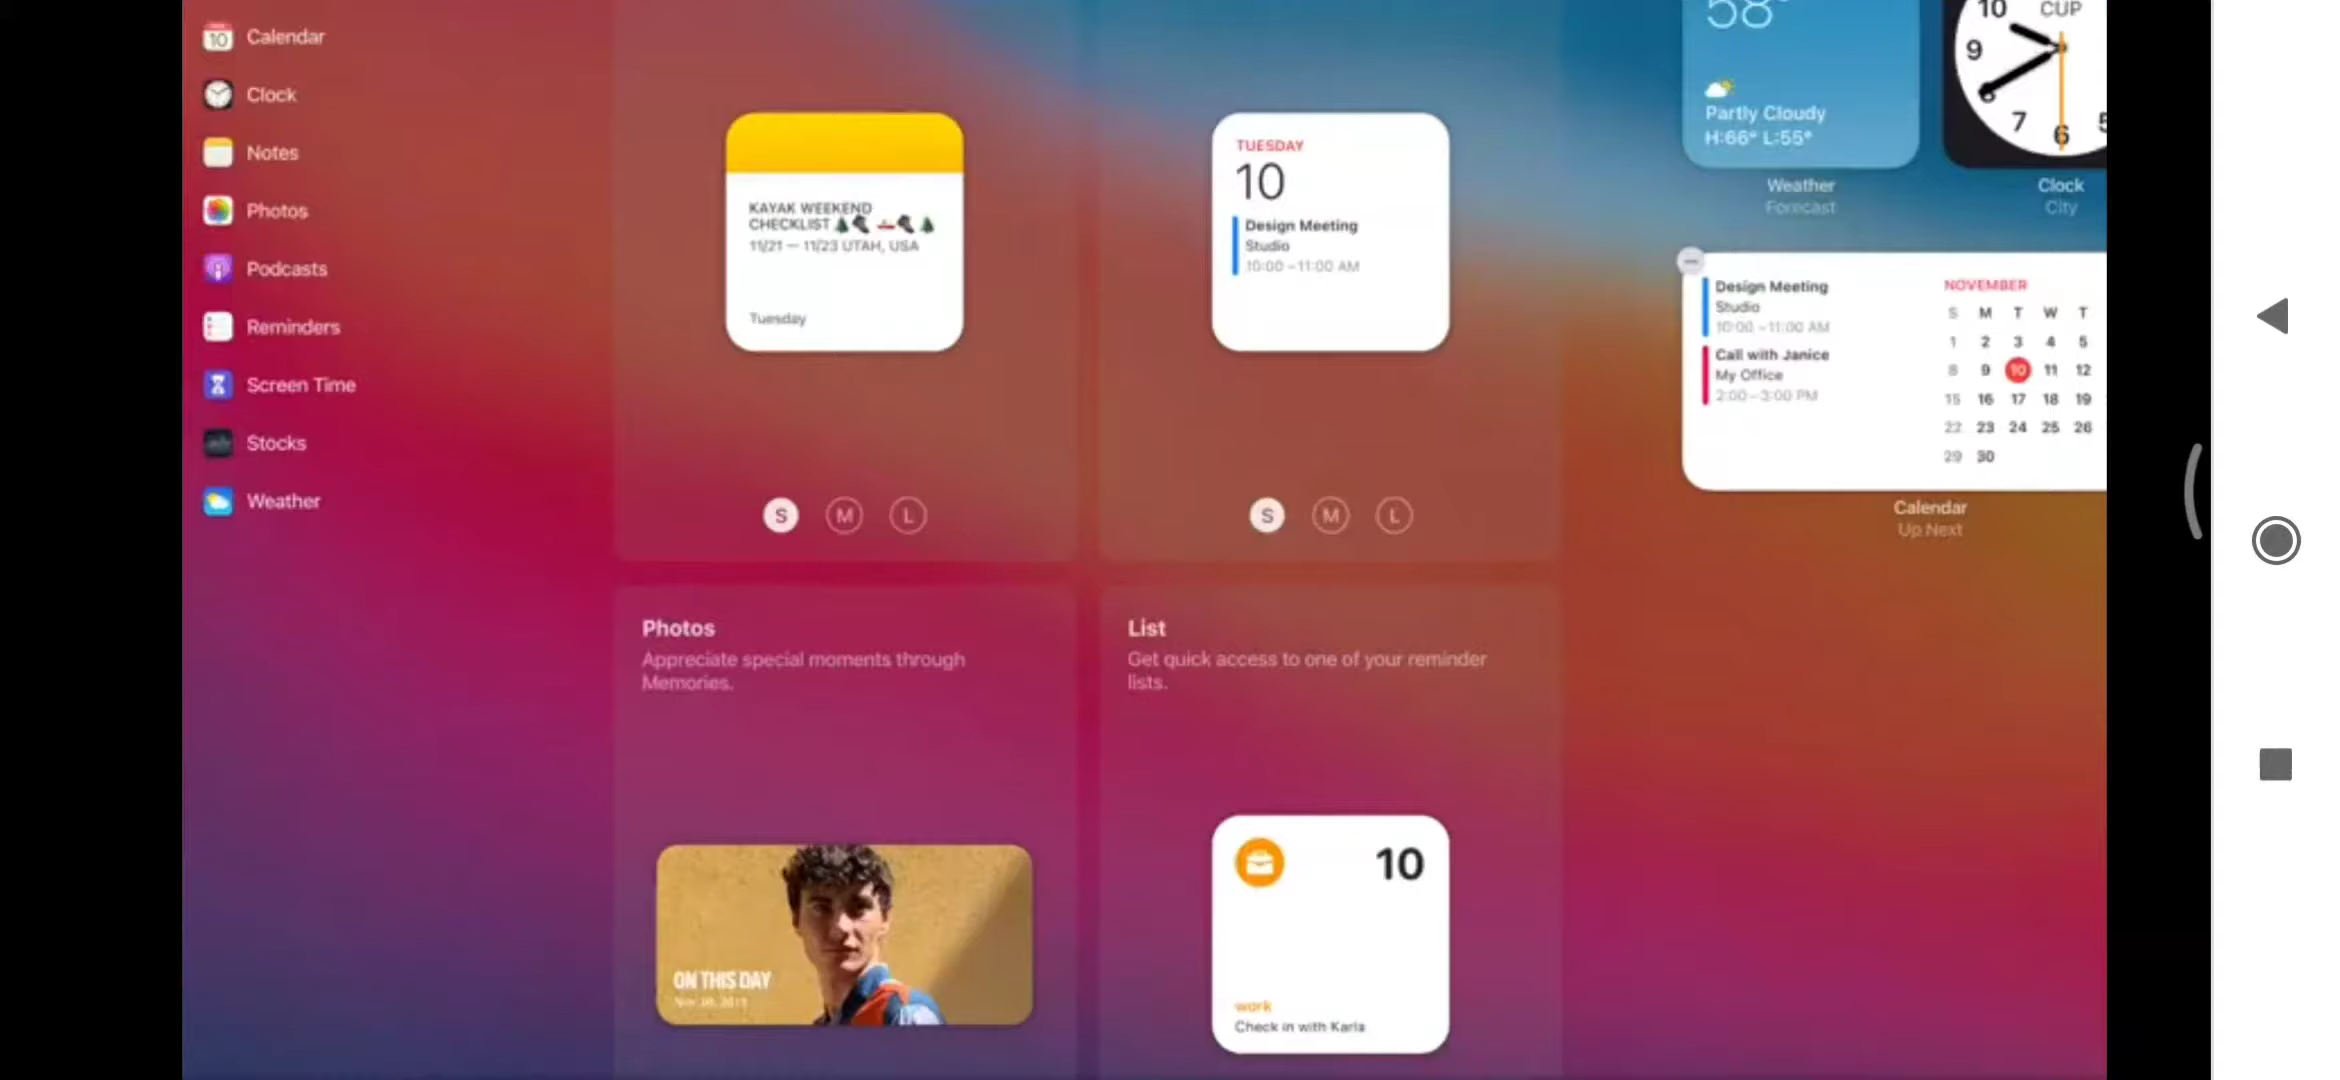 Calendar
Clock
Notes
Photos
Podcasts
Reminders
Screen Time
Stocks
Weather
KAYAK WEEKEND
CHECKLIST
11/21 – 11/23 UTAH, USA
Tuesday
S M L
TUESDAY
10
Design Meeting
Studio
10:00 – 11:00 AM
S M L
Photos
Appreciate special moments through
Memories.
ON THIS DAY
List
Get quick access to one of your reminder
lists.
10
work
Check in with Karla
58°
Partly Cloudy
H:66° L:55°
Weather
Forecast
10 CUP
9
8
7 6 5
Clock
City
Design Meeting
Studio
10:00 – 11:00 AM
Call with Janice
My Office
2:00 – 3:00 PM
NOVEMBER
S M T W T
1 2 3 4 5
8 9 10 11 12
15 16 17 18 19
22 23 24 25 26
29 30
Calendar
Up Next